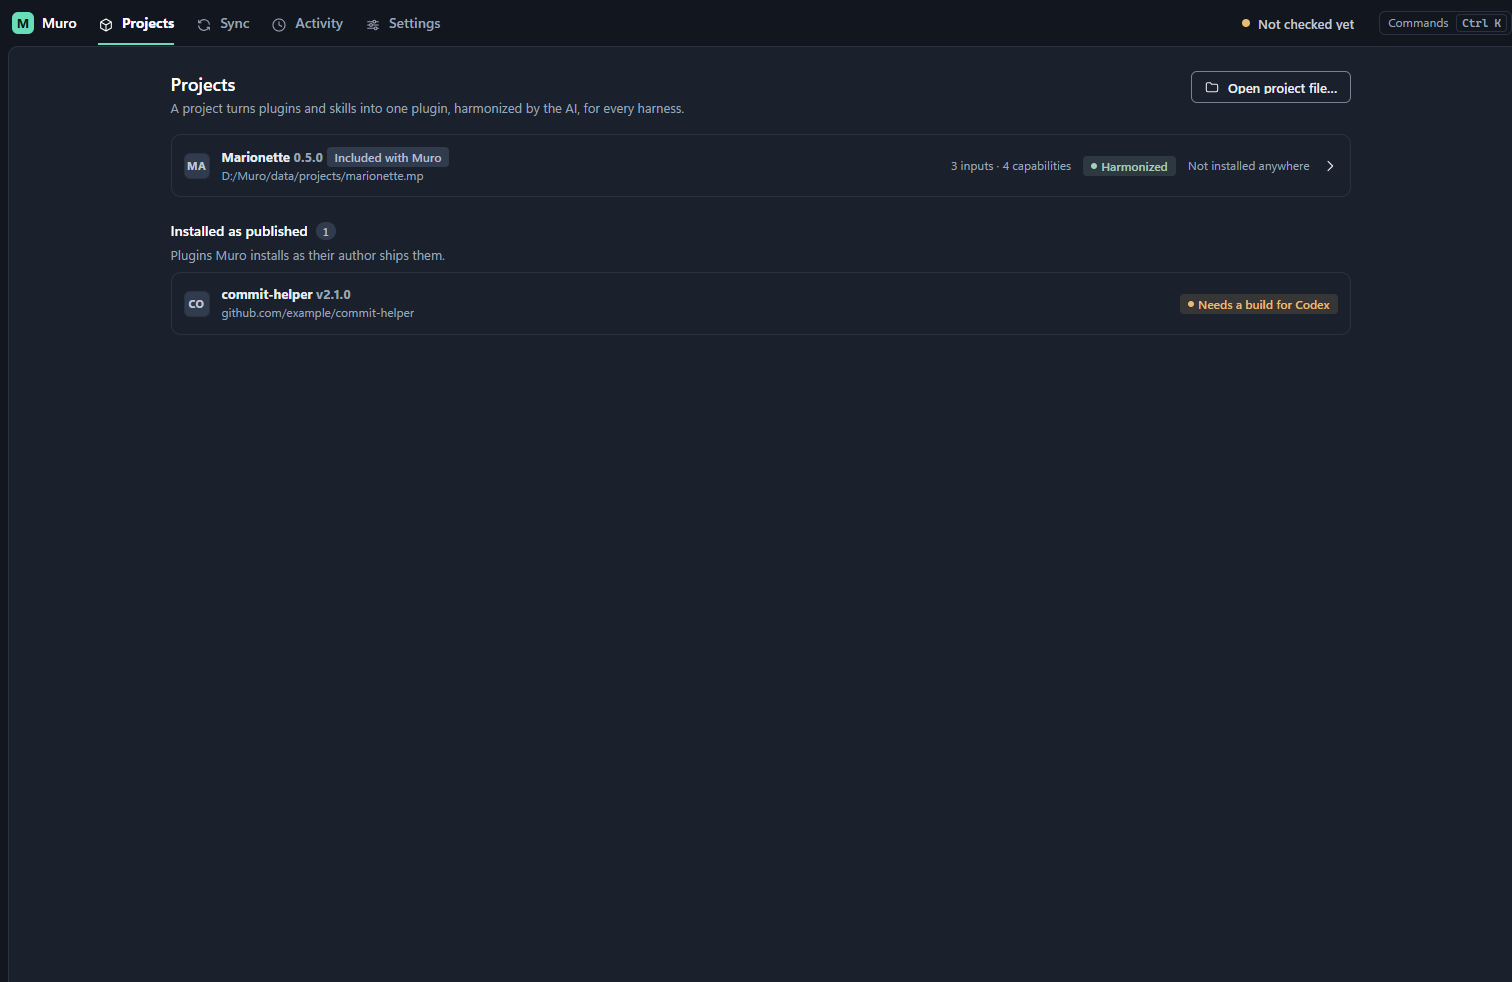 M Muro Projects Sync Activity Settings Not checked yet Commands Ctrl K
Projects
Open project file...
A project turns plugins and skills into one plugin, harmonized by the AI, for every harness.
MA
Marionette 0.5.0 Included with Muro
D:/Muro/data/projects/marionette.mp
3 inputs · 4 capabilities Harmonized Not installed anywhere
Installed as published 1
Plugins Muro installs as their author ships them.
CO
commit-helper v2.1.0
github.com/example/commit-helper
Needs a build for Codex